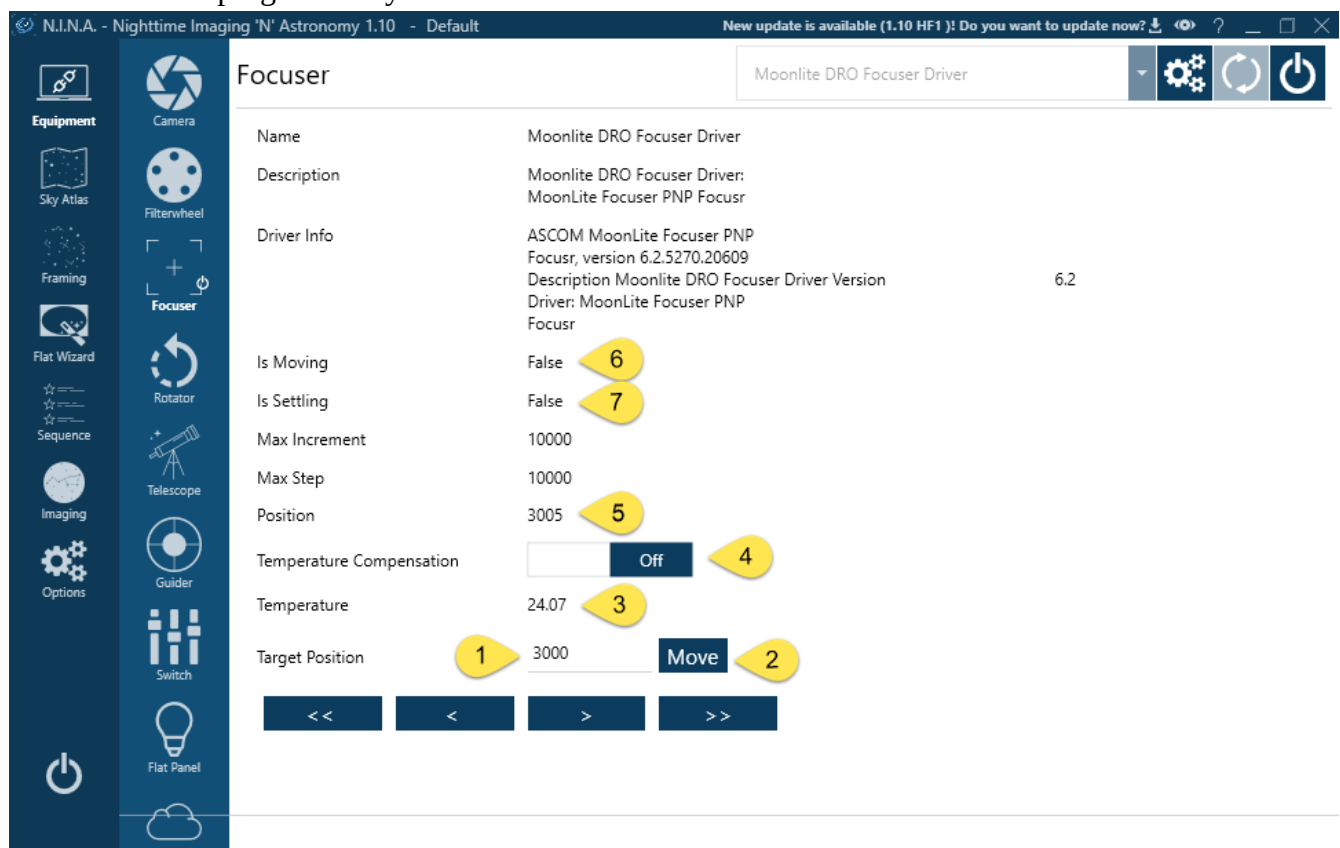 N.I.N.A. - Nighttime Imaging 'N' Astronomy 1.10 - Default New update is available (1.10 HF1 )! Do you want to update now? ?
Equipment
Sky Atlas
Framing
Flat Wizard
Sequence
Imaging
Options
Camera
Filterwheel
Focuser
Rotator
Telescope
Guider
Switch
Flat Panel
Focuser Moonlite DRO Focuser Driver
Name Moonlite DRO Focuser Driver
Description Moonlite DRO Focuser Driver:
MoonLite Focuser PNP Focusr
Driver Info ASCOM MoonLite Focuser PNP
Focusr, version 6.2.5270.20609
Description Moonlite DRO Focuser Driver Version 6.2
Driver: MoonLite Focuser PNP
Focusr
Is Moving False 6
Is Settling False 7
Max Increment 10000
Max Step 10000
Position 3005 5
Temperature Compensation Off 4
Temperature 24.07 3
Target Position 1 3000 Move 2
<< < > >>